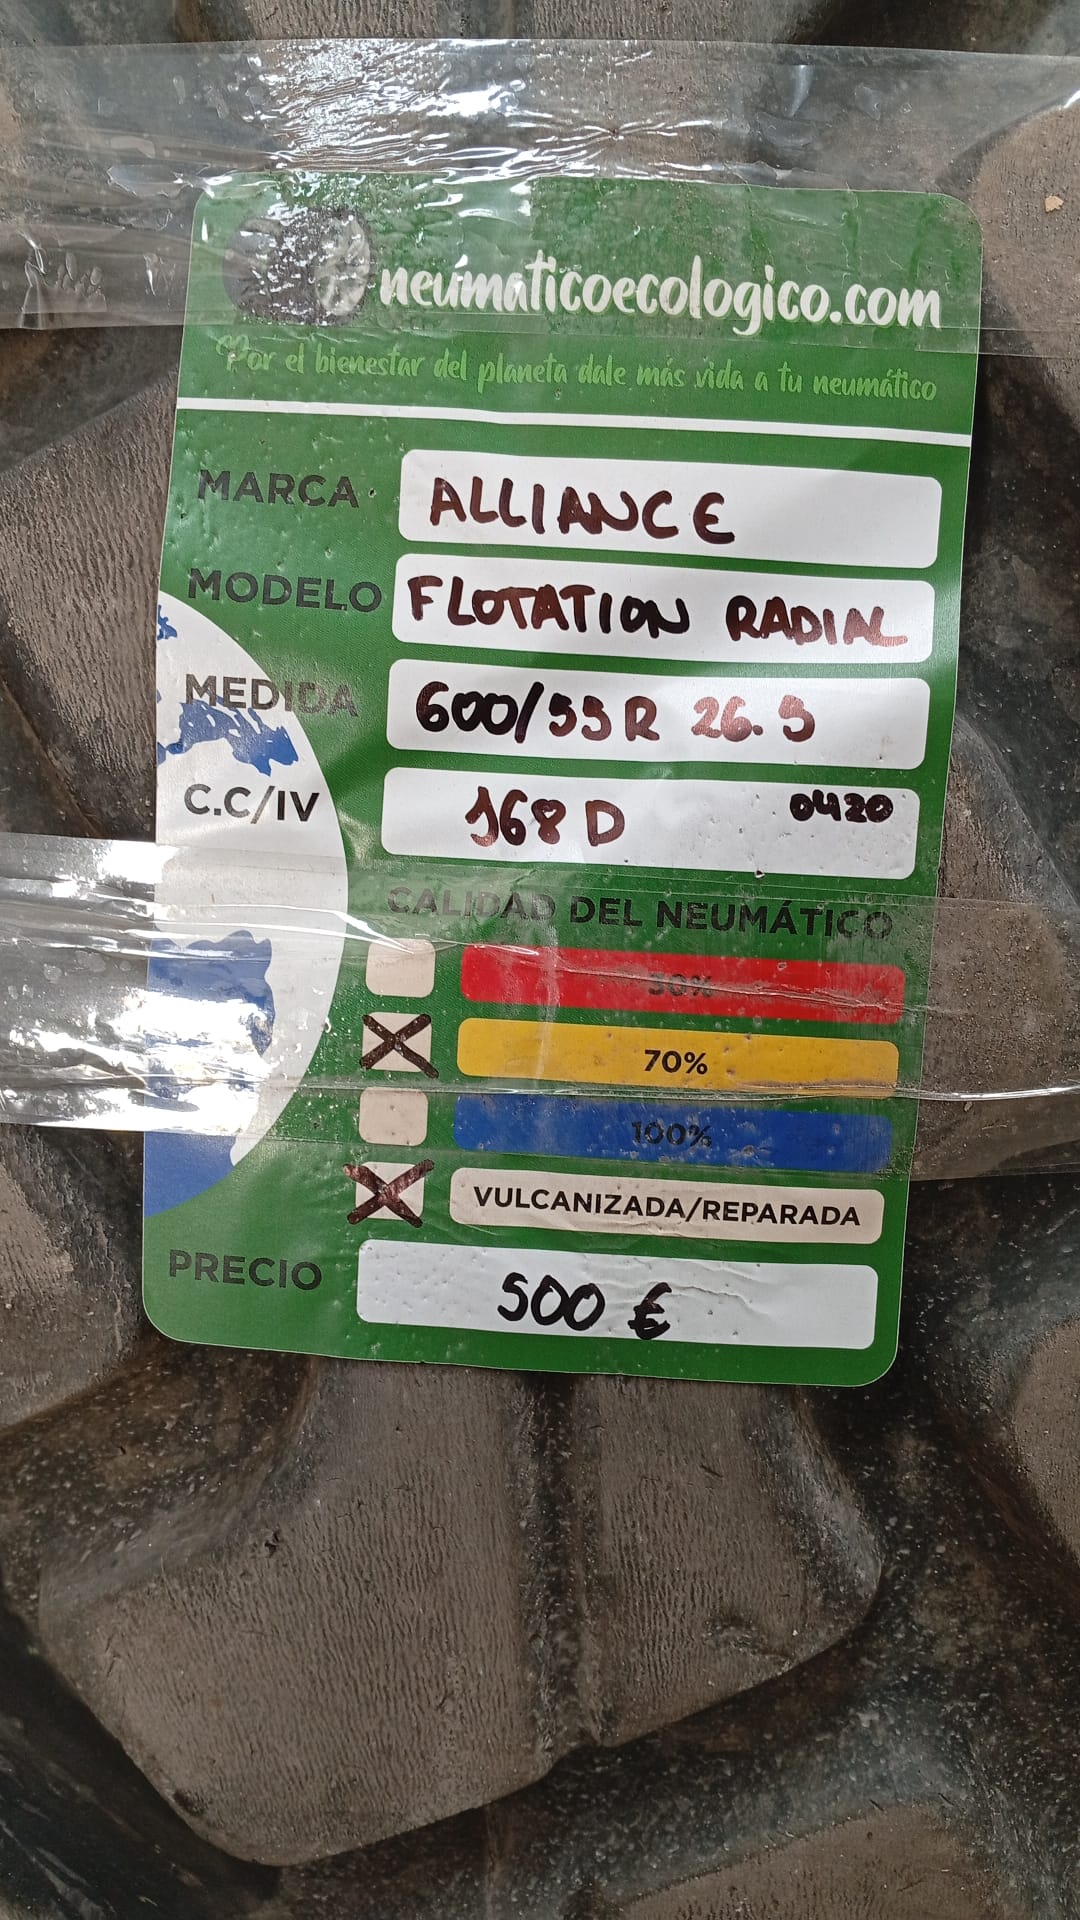 neumaticoecologico.com
Por el bienestar del planeta dale más vida a tu neumático
MARCA ALLIANCE
MODELO FLOTATION RADIAL
MEDIDA 600/55R 26.5
C.C/IV 168 D 0420
CALIDAD DEL NEUMÁTICO
30%
70%
100%
VULCANIZADA/REPARADA
PRECIO 500 €